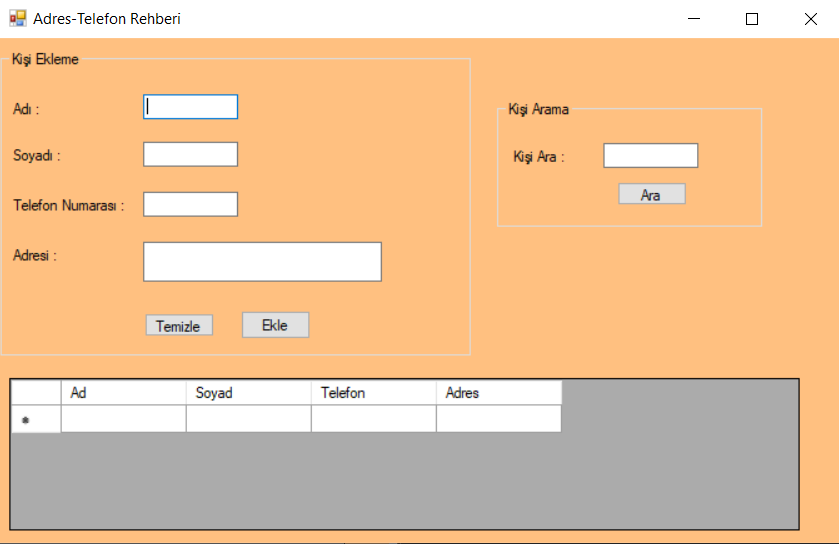 Adres-Telefon Rehberi
Kişi Ekleme
Adı :
Soyadı :
Telefon Numarası :
Adresi :
Temizle Ekle
Kişi Arama
Kişi Ara :
Ara
Ad Soyad Telefon Adres
*